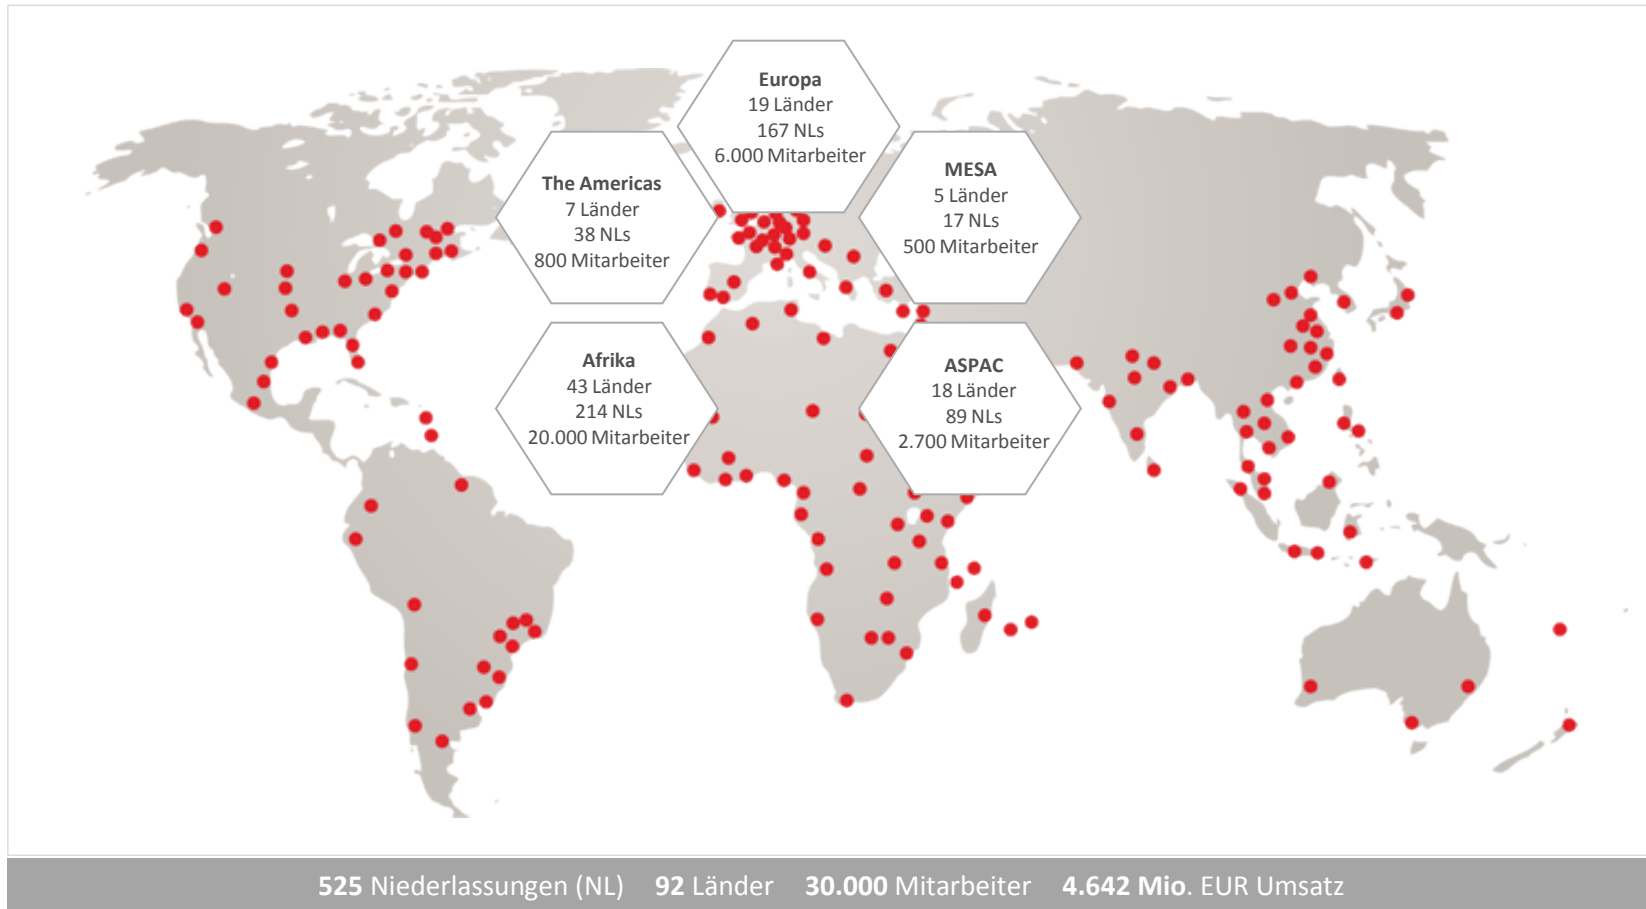 Europa
19 Länder
167 NLs
6.000 Mitarbeiter
The Americas
7 Länder
38 NLs
800 Mitarbeiter
MESA
5 Länder
17 NLs
500 Mitarbeiter
Afrika
43 Länder
214 NLs
20.000 Mitarbeiter
ASPAC
18 Länder
89 NLs
2.700 Mitarbeiter
525 Niederlassungen (NL) 92 Länder 30.000 Mitarbeiter 4.642 Mio. EUR Umsatz